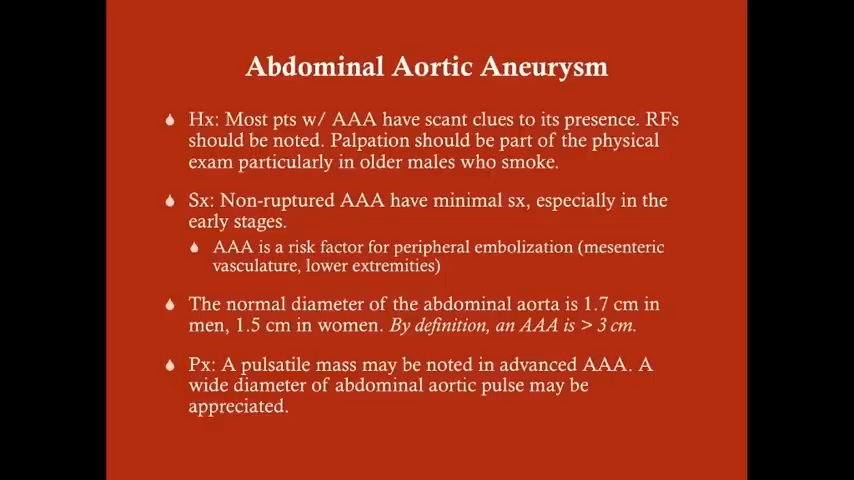 Abdominal Aortic Aneurysm
Hx: Most pts w/ AAA have scant clues to its presence. RFs
should be noted. Palpation should be part of the physical
exam particularly in older males who smoke.
Sx: Non-ruptured AAA have minimal sx, especially in the
early stages.
AAA is a risk factor for peripheral embolization (mesenteric
vasculature, lower extremities)
The normal diameter of the abdominal aorta is 1.7 cm in
men, 1.5 cm in women. By definition, an AAA is > 3 cm.
Px: A pulsatile mass may be noted in advanced AAA. A
wide diameter of abdominal aortic pulse may be
appreciated.